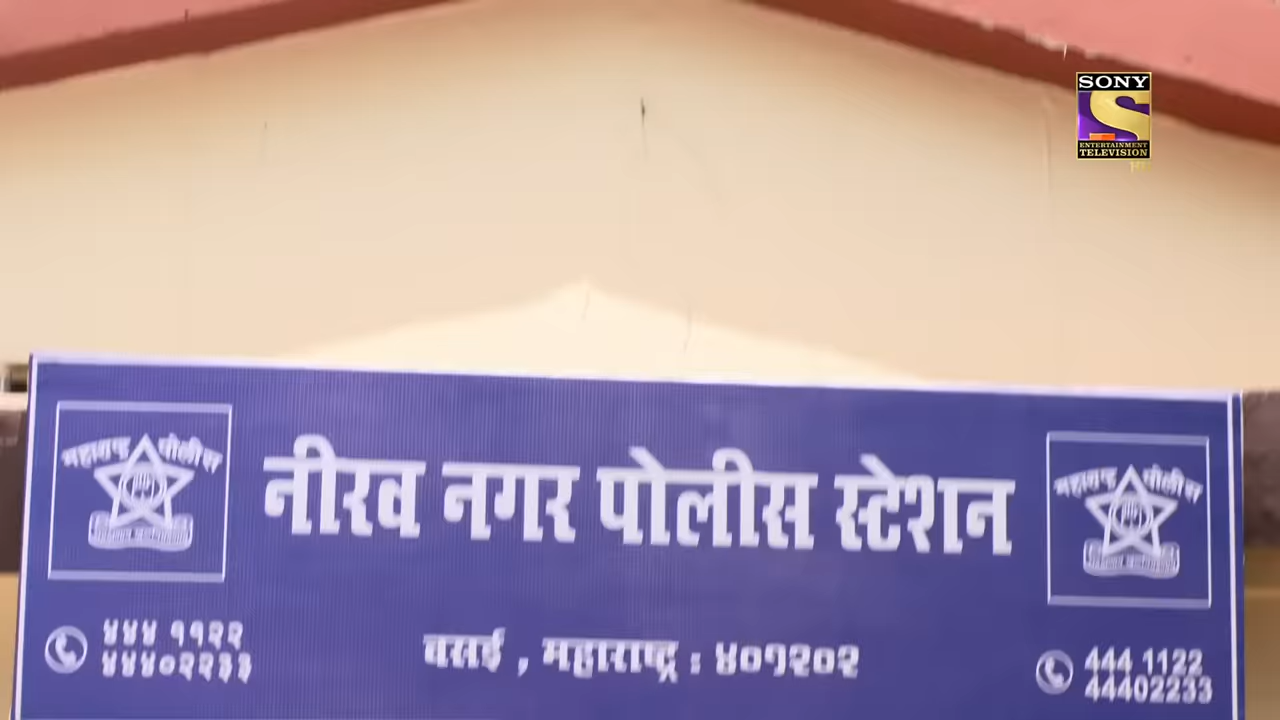 SONY
ENTERTAINMENT
TELEVISION
महाराष्ट्र पोलीस
नीरव नगर पोलीस स्टेशन
महाराष्ट्र पोलीस
४४४ ११२२
४४४०२२३३
वसई , महाराष्ट्र : ४०१२०२
444 1122
44402233